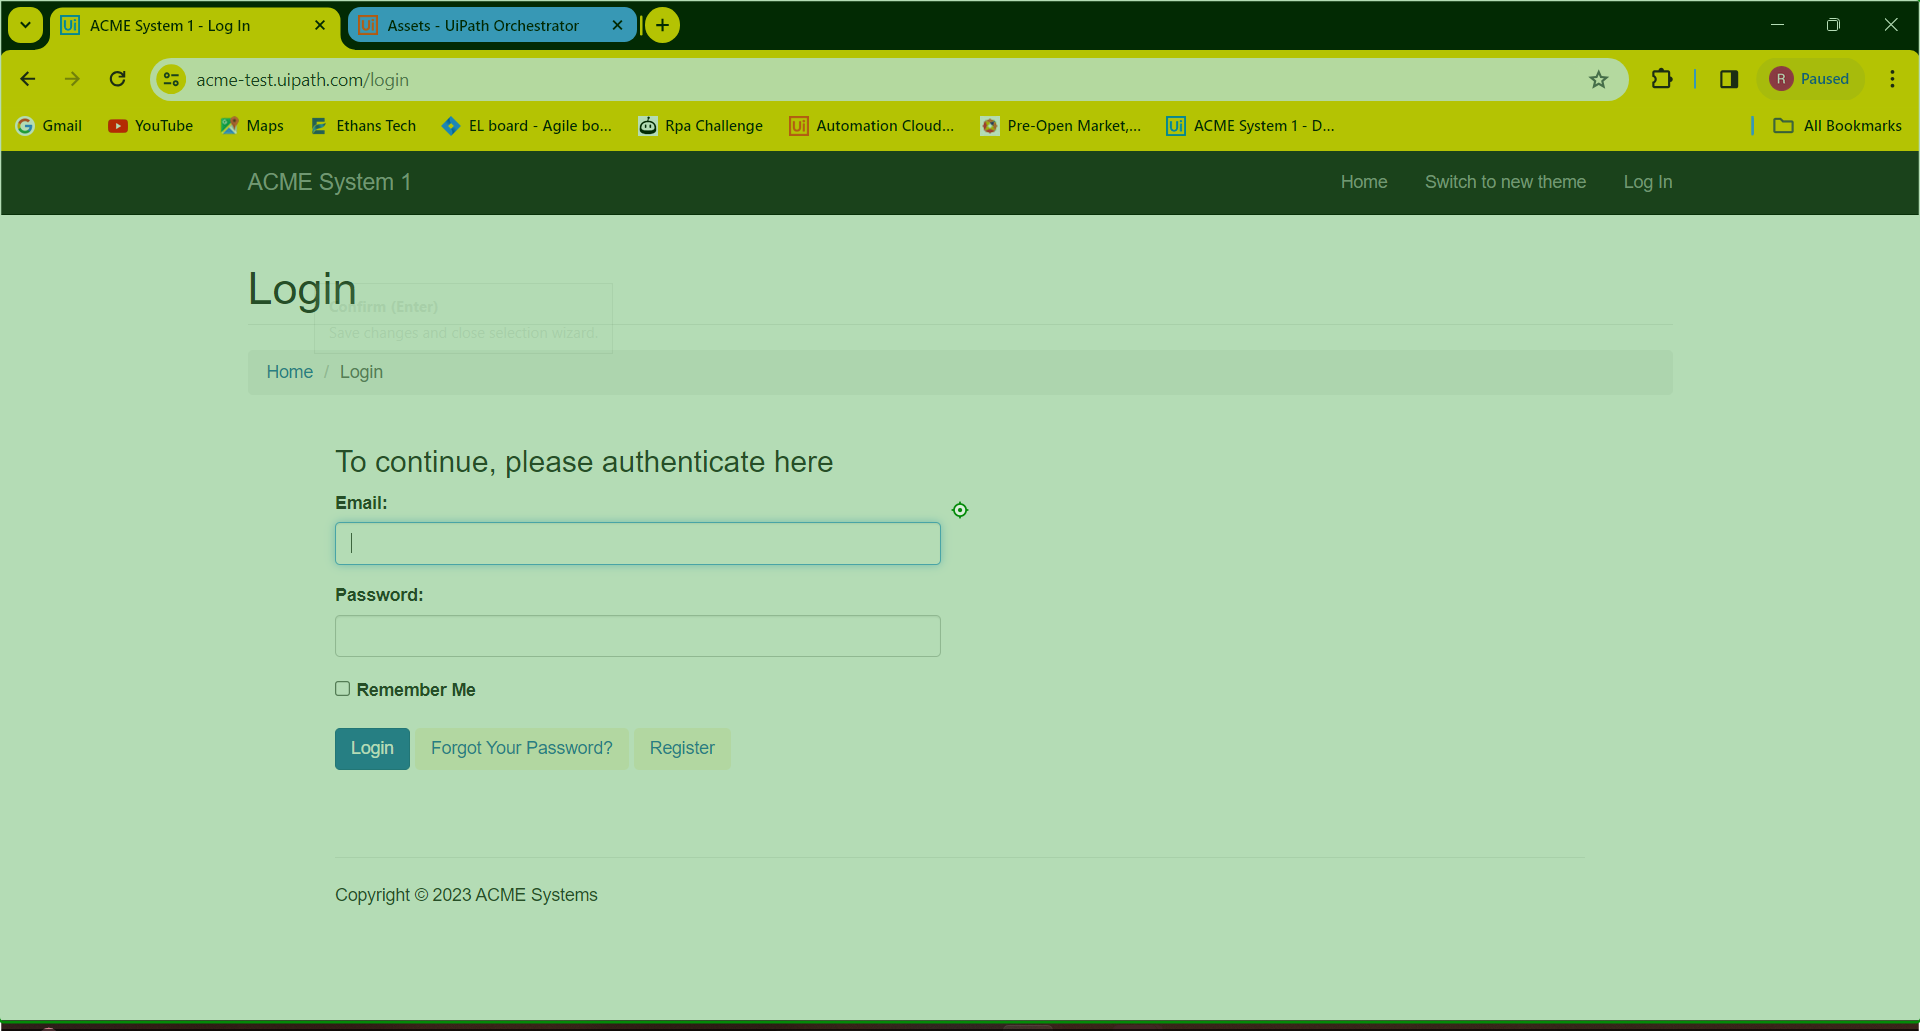 Ui ACME System 1 - Log In
Ui Assets - UiPath Orchestrator
acme-test.uipath.com/login
R Paused
Gmail YouTube Maps Ethans Tech EL board - Agile bo... Rpa Challenge Ui Automation Cloud... Pre-Open Market,... Ui ACME System 1 - D... All Bookmarks
ACME System 1 Home Switch to new theme Log In
Login
Confirm (Enter)
Save changes and close selection wizard.
Home / Login
To continue, please authenticate here
Email:
Password:
Remember Me
Login Forgot Your Password? Register
Copyright © 2023 ACME Systems